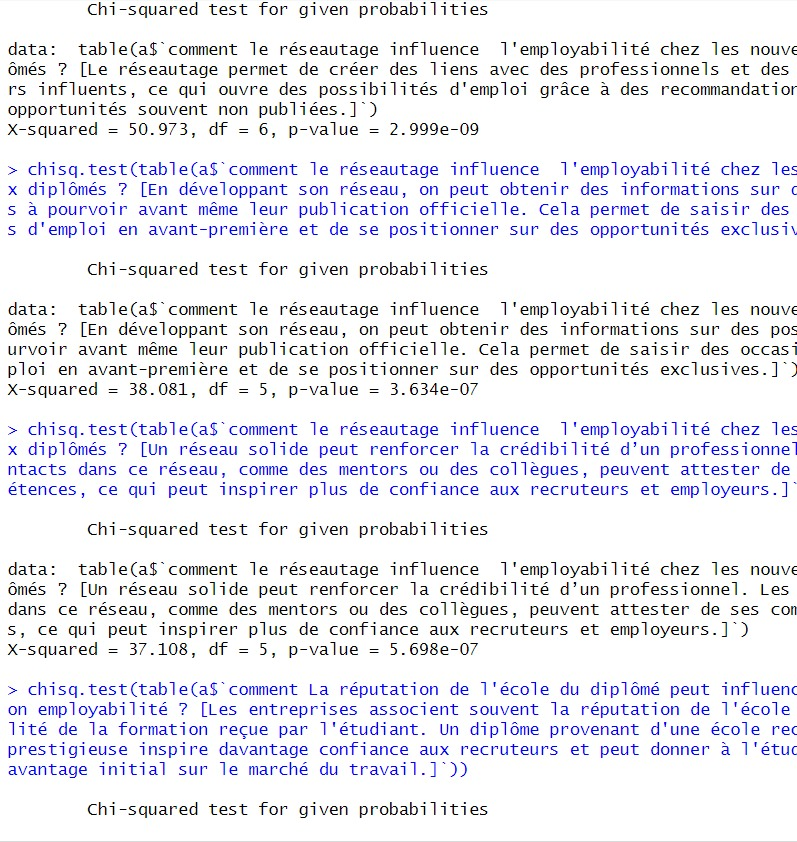 Chi-squared test for given probabilities
data:  table(a$`comment le réseautage influence  l'employabilité chez les nouve
ômés ? [Le réseautage permet de créer des liens avec des professionnels et des
rs influents, ce qui ouvre des possibilités d'emploi grâce à des recommandation
opportunités souvent non publiées.]`)
X-squared = 50.973, df = 6, p-value = 2.999e-09
> chisq.test(table(a$`comment le réseautage influence  l'employabilité chez les
x diplômés ? [En développant son réseau, on peut obtenir des informations sur d
s à pourvoir avant même leur publication officielle. Cela permet de saisir des
s d'emploi en avant-première et de se positionner sur des opportunités exclusiv
Chi-squared test for given probabilities
data:  table(a$`comment le réseautage influence  l'employabilité chez les nouve
ômés ? [En développant son réseau, on peut obtenir des informations sur des pos
urvoir avant même leur publication officielle. Cela permet de saisir des occasi
ploi en avant-première et de se positionner sur des opportunités exclusives.]`)
X-squared = 38.081, df = 5, p-value = 3.634e-07
> chisq.test(table(a$`comment le réseautage influence  l'employabilité chez les
x diplômés ? [Un réseau solide peut renforcer la crédibilité d’un professionnel
ntacts dans ce réseau, comme des mentors ou des collègues, peuvent attester de
étences, ce qui peut inspirer plus de confiance aux recruteurs et employeurs.]`
Chi-squared test for given probabilities
data:  table(a$`comment le réseautage influence  l'employabilité chez les nouve
ômés ? [Un réseau solide peut renforcer la crédibilité d’un professionnel. Les
dans ce réseau, comme des mentors ou des collègues, peuvent attester de ses com
s, ce qui peut inspirer plus de confiance aux recruteurs et employeurs.]`)
X-squared = 37.108, df = 5, p-value = 5.698e-07
> chisq.test(table(a$`comment La réputation de l'école du diplômé peut influenc
on employabilité ? [Les entreprises associent souvent la réputation de l'école
lité de la formation reçue par l'étudiant. Un diplôme provenant d'une école rec
prestigieuse inspire davantage confiance aux recruteurs et peut donner à l'étud
avantage initial sur le marché du travail.]`))
Chi-squared test for given probabilities